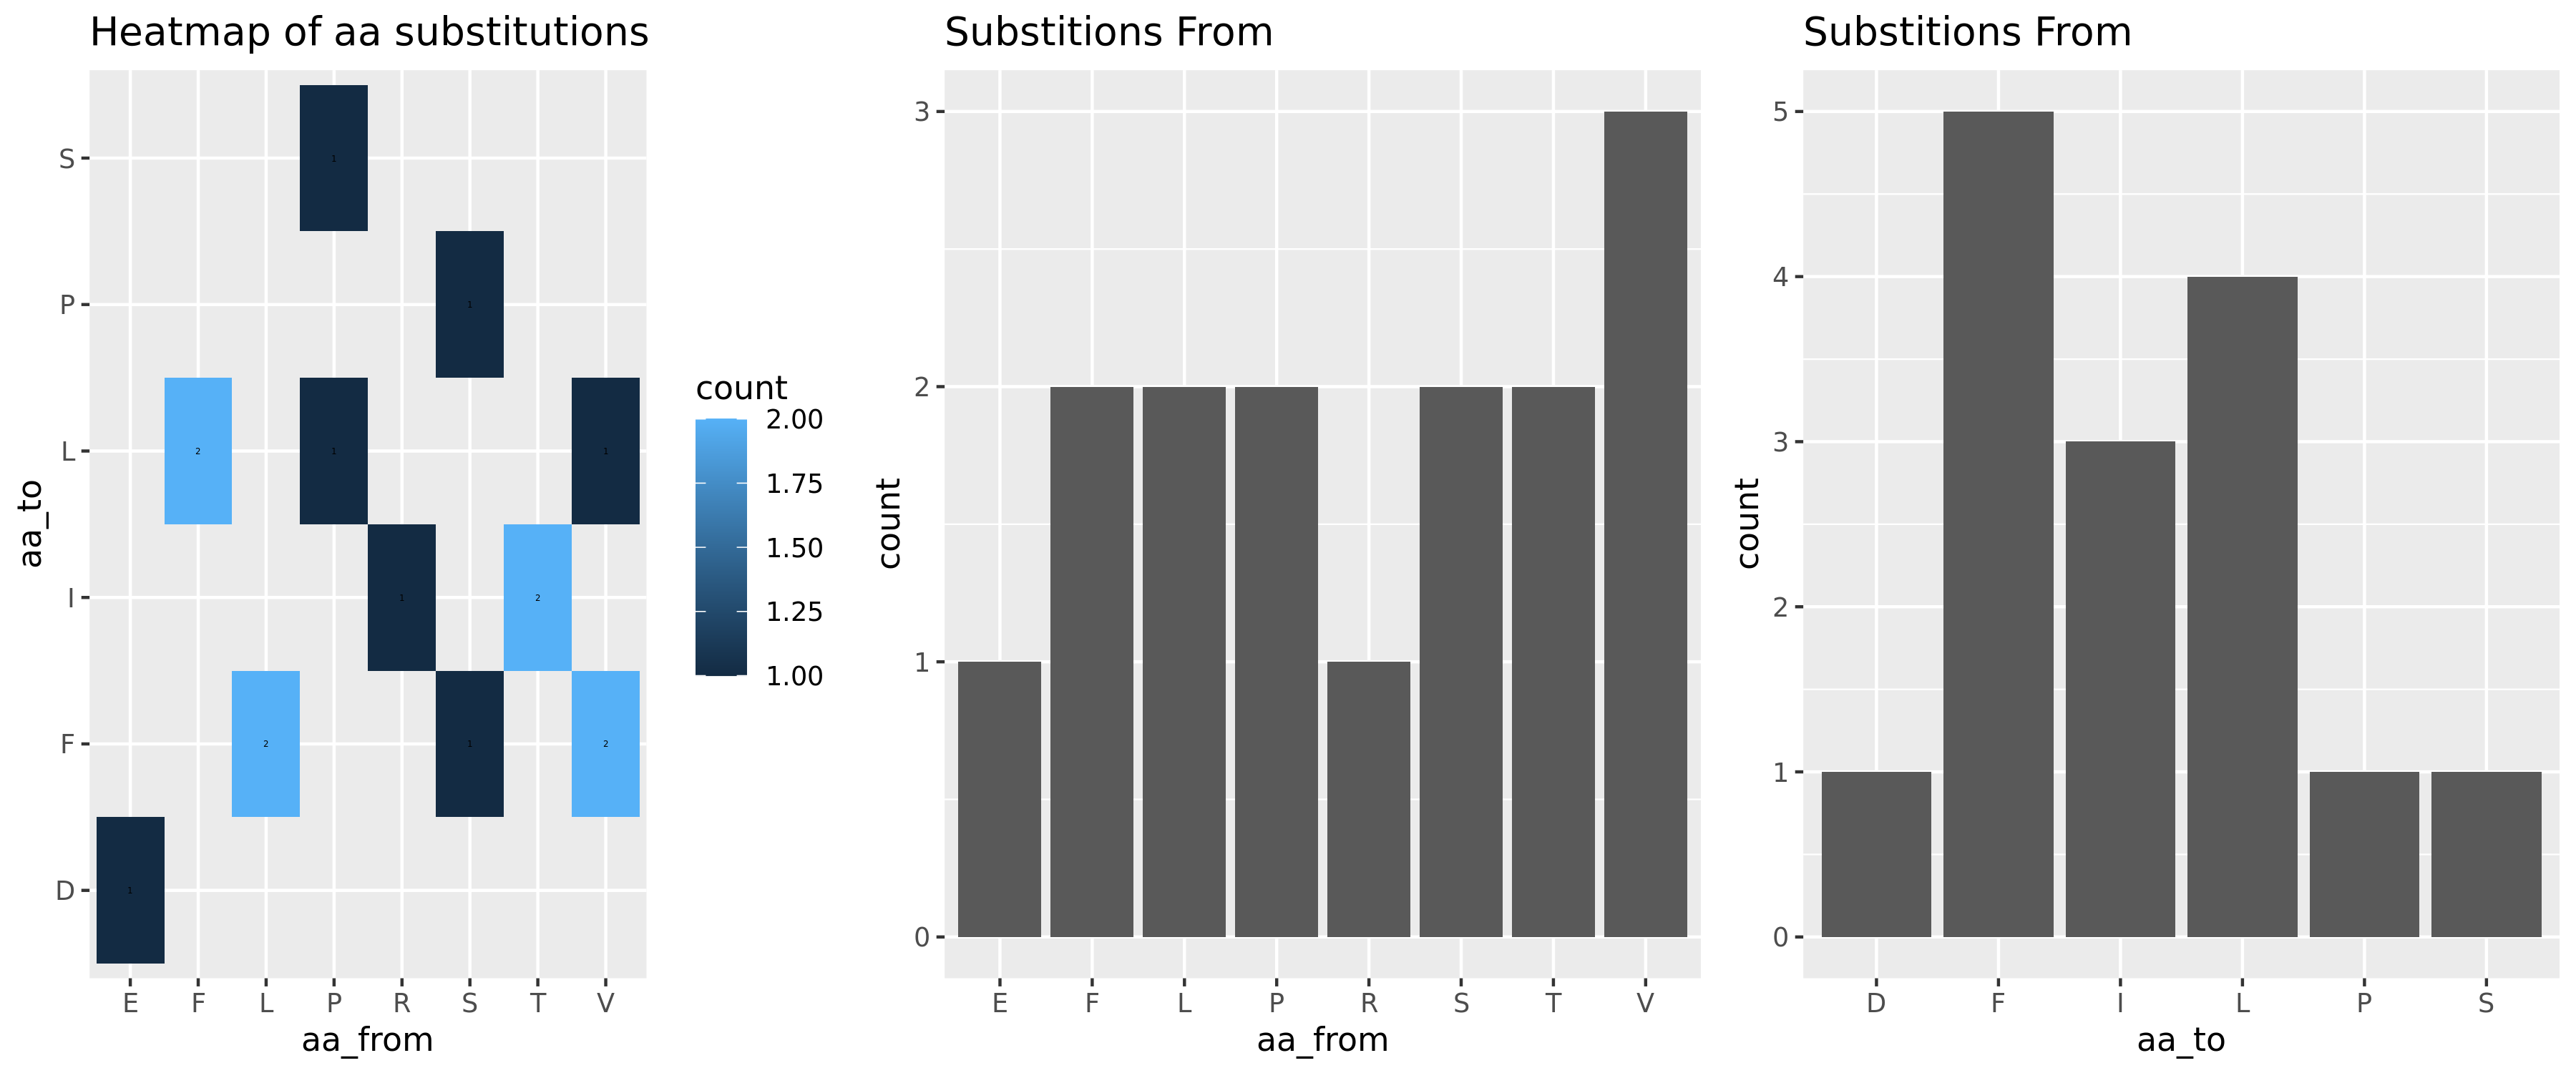 Heatmap of aa substitutions
aa_to
S
P
L
I
F
D
1
1
2
1
1
1
2
2
1
2
1
E F L P R S T V
aa_from
count
2.00
1.75
1.50
1.25
1.00
Substitions From
count
3
2
1
0
E F L P R S T V
aa_from
Substitions From
count
5
4
3
2
1
0
D F I L P S
aa_to